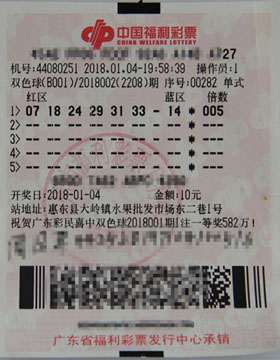 中国福利彩票
CHINA WELFARE LOTTERY
27
机号:44080251 2018.01.04-19:58:39 操作员:1
双色球(B001)/2018002(2208)期 序号:00282 单式
红区 蓝区 倍数
1> 07 18 24 29 31 33 - 14 * 005
2> *
3> *
4> *
5> *
开奖日:2018-01-04 金额:10元
站址:惠东县大岭镇水果批发市场东二巷1号
祝贺广东彩民喜中双色球2018001期1注一等奖582万!
广东省福利彩票发行中心承销